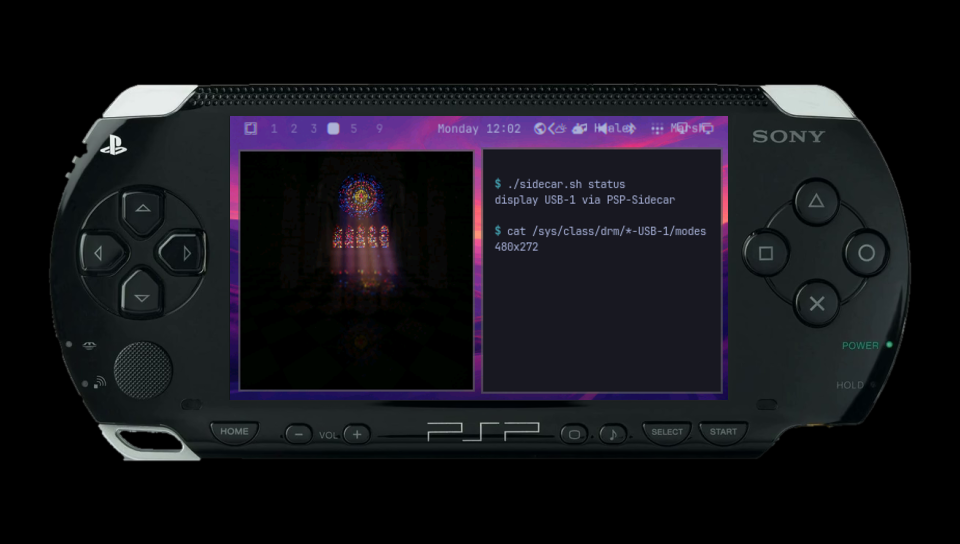 SONY
1 2 3 5 9
Monday 12:02
$ ./sidecar.sh status
display USB-1 via PSP-Sidecar
$ cat /sys/class/drm/*-USB-1/modes
480x272
POWER
HOLD
HOME
VOL
PSP
SELECT
START